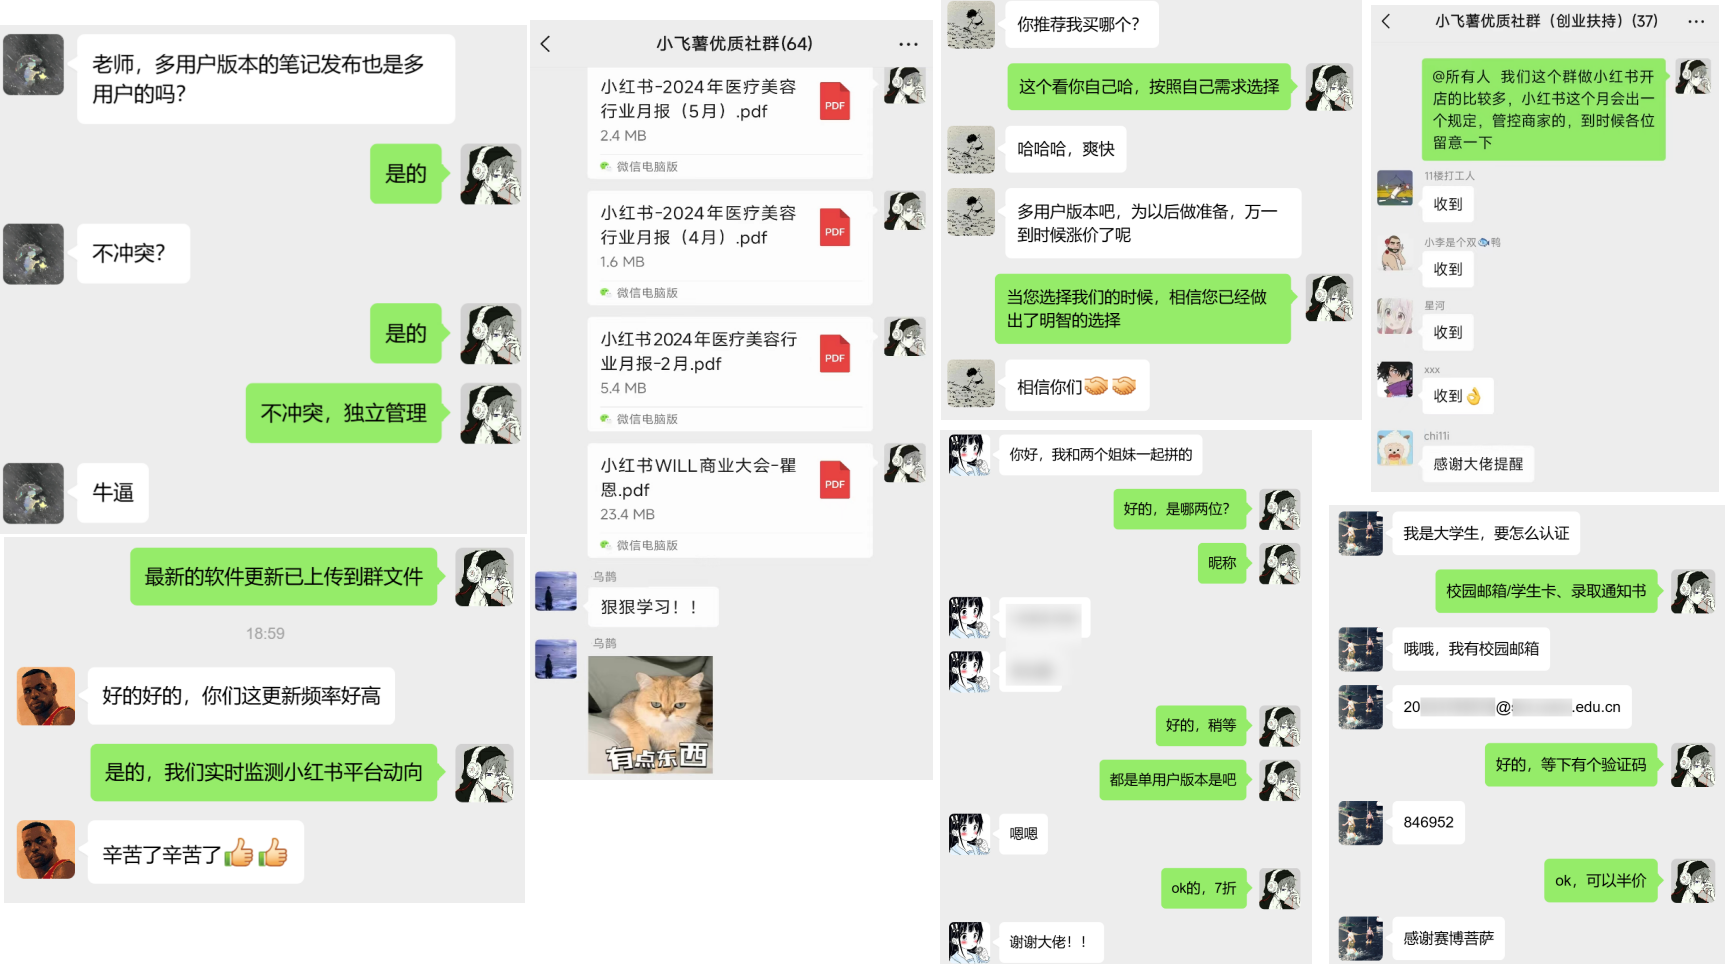 老师，多用户版本的笔记发布也是多
用户的吗？
是的
不冲突？
是的
不冲突，独立管理
牛逼
最新的软件更新已上传到群文件
18:59
好的好的，你们这更新频率好高
是的，我们实时监测小红书平台动向
辛苦了辛苦了👍👍
小飞薯优质社群(64)
小红书-2024年医疗美容
行业月报（5月）.pdf
PDF
2.4 MB
微信电脑版
小红书-2024年医疗美容
行业月报（4月）.pdf
PDF
1.6 MB
微信电脑版
小红书2024年医疗美容行
业月报-2月.pdf
PDF
5.4 MB
微信电脑版
小红书WILL商业大会-瞿
恩.pdf
PDF
23.4 MB
微信电脑版
乌鹊
狠狠学习！！
乌鹊
有点东西
你推荐我买哪个？
这个看你自己哈，按照自己需求选择
哈哈哈，爽快
多用户版本吧，为以后做准备，万一
到时候涨价了呢
当您选择我们的时候，相信您已经做
出了明智的选择
相信你们🤝🤝
你好，我和两个姐妹一起拼的
好的，是哪两位？
昵称
好的，稍等
都是单用户版本是吧
嗯嗯
ok的，7折
谢谢大佬！！
小飞薯优质社群（创业扶持）(37)
@所有人 我们这个群做小红书开
店的比较多，小红书这个月会出一
个规定，管控商家的，到时候各位
留意一下
11楼打工人
收到
小李是个双🐟鸭
收到
星河
收到
xxx
收到👌
chi11i
感谢大佬提醒
我是大学生，要怎么认证
校园邮箱/学生卡、录取通知书
哦哦，我有校园邮箱
20 @ .edu.cn
好的，等下有个验证码
846952
ok，可以半价
感谢赛博菩萨